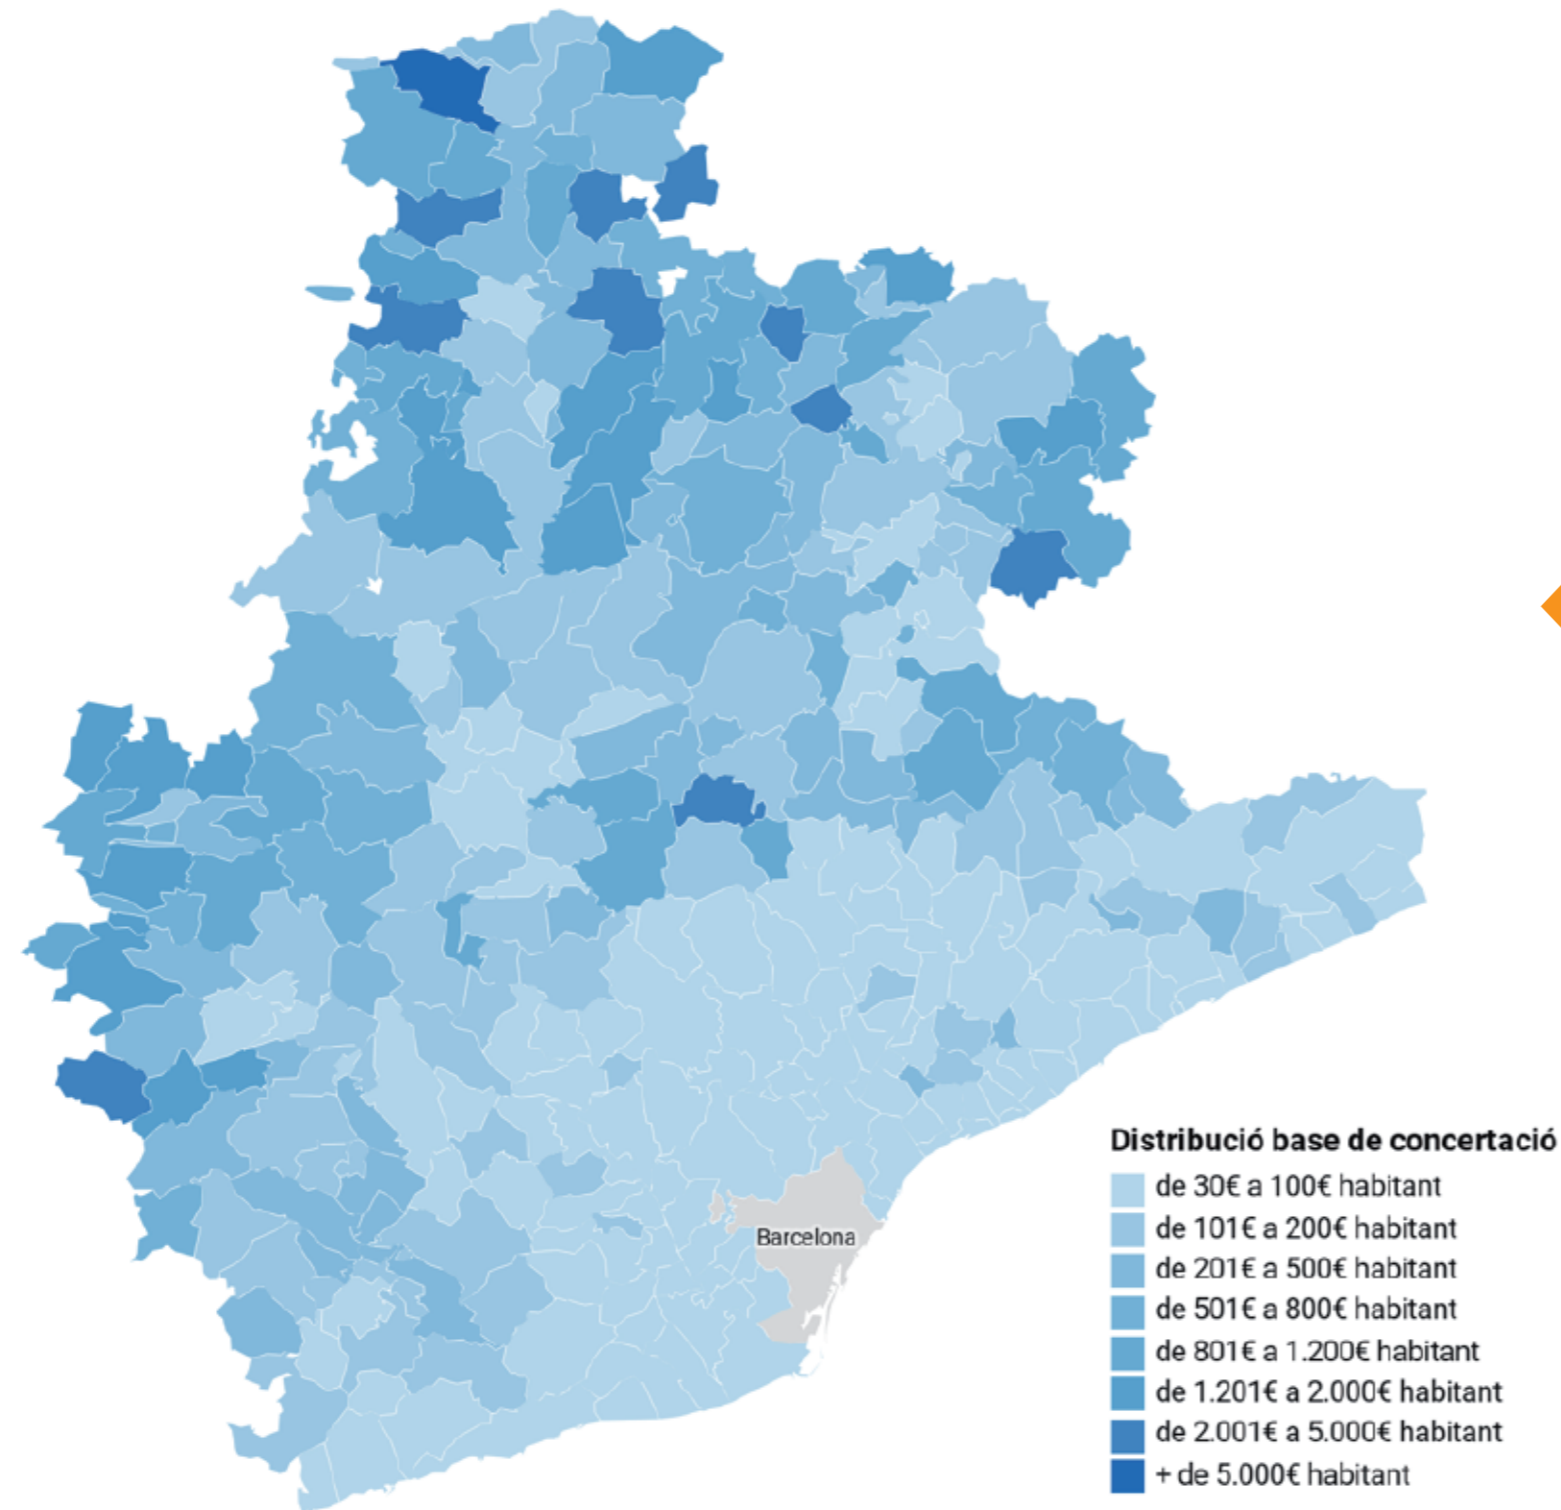 Barcelona
Distribució base de concertació
de 30€ a 100€ habitant
de 101€ a 200€ habitant
de 201€ a 500€ habitant
de 501€ a 800€ habitant
de 801€ a 1.200€ habitant
de 1.201€ a 2.000€ habitant
de 2.001€ a 5.000€ habitant
+ de 5.000€ habitant